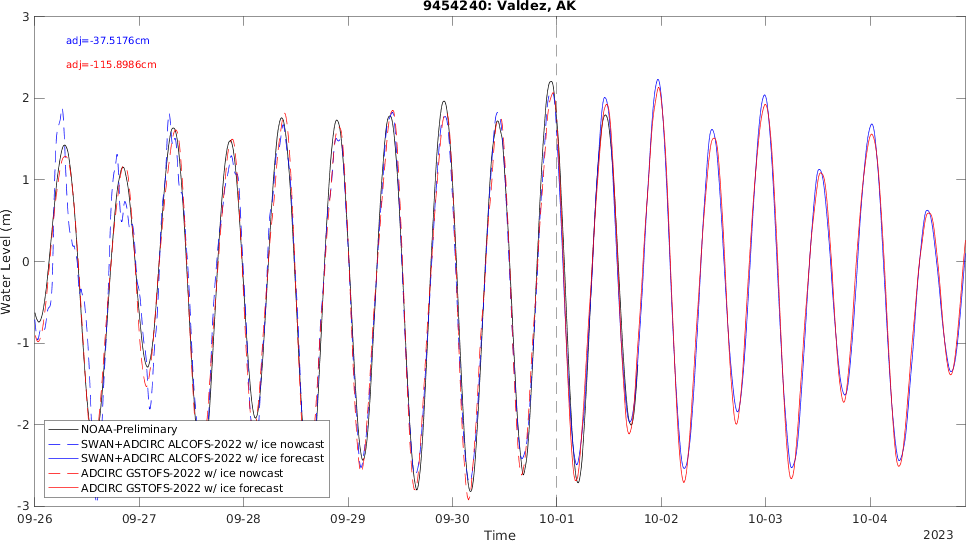 9454240: Valdez, AK
adj=-37.5176cm
adj=-115.8986cm
3
2
1
0
-1
-2
-3
Water Level (m)
NOAA-Preliminary
SWAN+ADCIRC ALCOFS-2022 w/ ice nowcast
SWAN+ADCIRC ALCOFS-2022 w/ ice forecast
ADCIRC GSTOFS-2022 w/ ice nowcast
ADCIRC GSTOFS-2022 w/ ice forecast
09-26 09-27 09-28 09-29 09-30 10-01 10-02 10-03 10-04
Time
2023